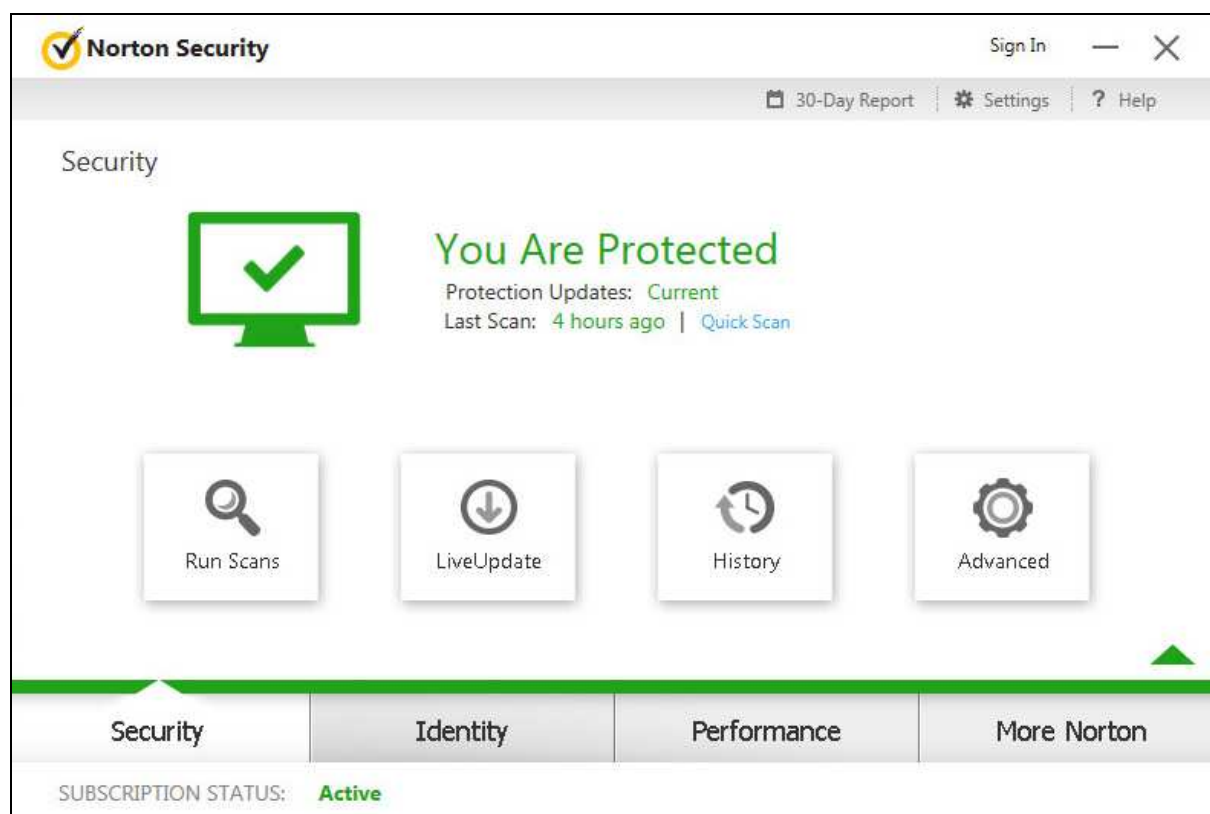 Norton Security
Sign In
30-Day Report
Settings
? Help
Security
You Are Protected
Protection Updates: Current
Last Scan: 4 hours ago | Quick Scan
Run Scans
LiveUpdate
History
Advanced
Security
Identity
Performance
More Norton
SUBSCRIPTION STATUS: Active